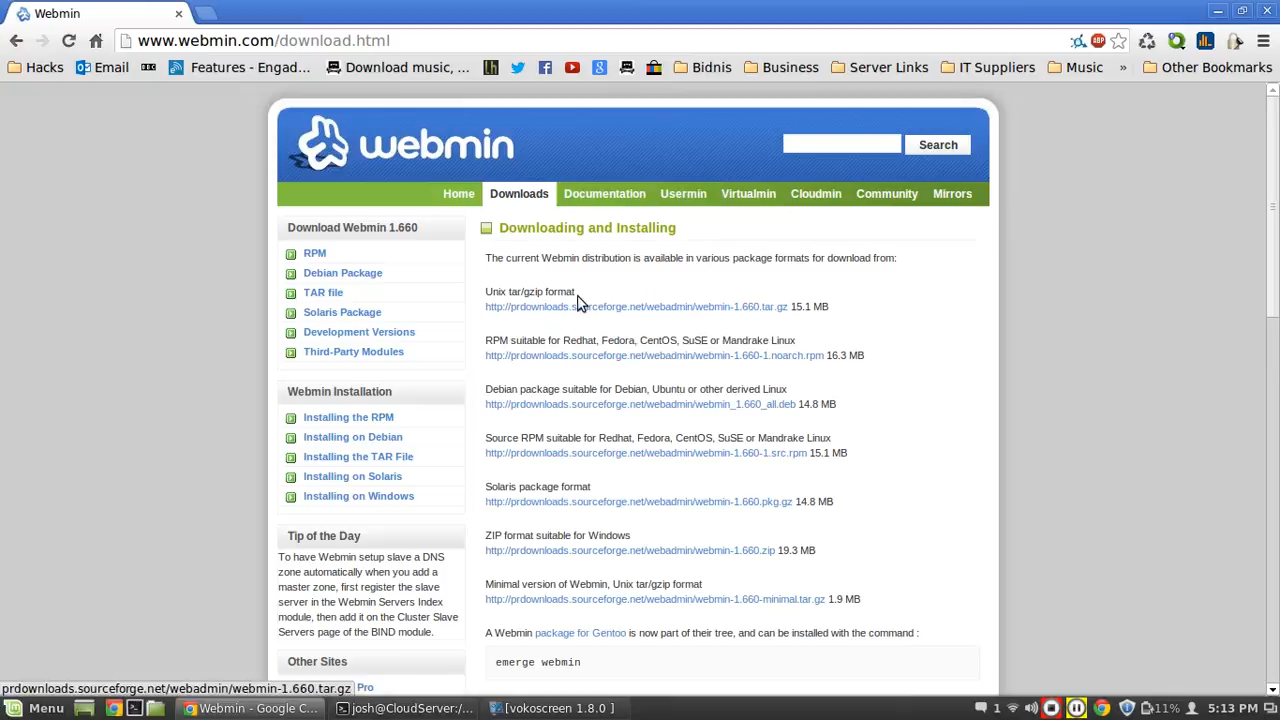 Webmin
www.webmin.com/download.html
ABP
Hacks
Email
BBC
Features - Engad...
Download music, ...
Bidnis
Business
Server Links
IT Suppliers
Music
»
Other Bookmarks
webmin
Search
Home
Downloads
Documentation
Usermin
Virtualmin
Cloudmin
Community
Mirrors
Download Webmin 1.660
RPM
Debian Package
TAR file
Solaris Package
Development Versions
Third-Party Modules
Webmin Installation
Installing the RPM
Installing on Debian
Installing the TAR File
Installing on Solaris
Installing on Windows
Tip of the Day
To have Webmin setup slave a DNS
zone automatically when you add a
master zone, first register the slave
server in the Webmin Servers Index
module, then add it on the Cluster Slave
Servers page of the BIND module.
Other Sites
Pro
Downloading and Installing
The current Webmin distribution is available in various package formats for download from:
Unix tar/gzip format
http://prdownloads.sourceforge.net/webadmin/webmin-1.660.tar.gz 15.1 MB
RPM suitable for Redhat, Fedora, CentOS, SuSE or Mandrake Linux
http://prdownloads.sourceforge.net/webadmin/webmin-1.660-1.noarch.rpm 16.3 MB
Debian package suitable for Debian, Ubuntu or other derived Linux
http://prdownloads.sourceforge.net/webadmin/webmin_1.660_all.deb 14.8 MB
Source RPM suitable for Redhat, Fedora, CentOS, SuSE or Mandrake Linux
http://prdownloads.sourceforge.net/webadmin/webmin-1.660-1.src.rpm 15.1 MB
Solaris package format
http://prdownloads.sourceforge.net/webadmin/webmin-1.660.pkg.gz 14.8 MB
ZIP format suitable for Windows
http://prdownloads.sourceforge.net/webadmin/webmin-1.660.zip 19.3 MB
Minimal version of Webmin, Unix tar/gzip format
http://prdownloads.sourceforge.net/webadmin/webmin-1.660-minimal.tar.gz 1.9 MB
A Webmin package for Gentoo is now part of their tree, and can be installed with the command :
emerge webmin
prdownloads.sourceforge.net/webadmin/webmin-1.660.tar.gz
Menu
Webmin - Google C...
josh@CloudServer:/...
[vokoscreen 1.8.0 ]
1
11%
5:13 PM